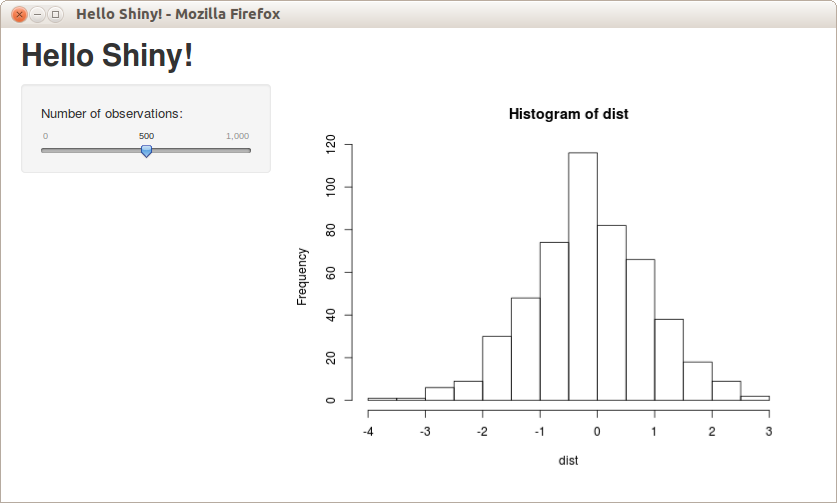 Hello Shiny! - Mozilla Firefox
Hello Shiny!
Number of observations:
0 500 1,000
Histogram of dist
Frequency
120
100
80
60
40
20
0
-4 -3 -2 -1 0 1 2 3
dist